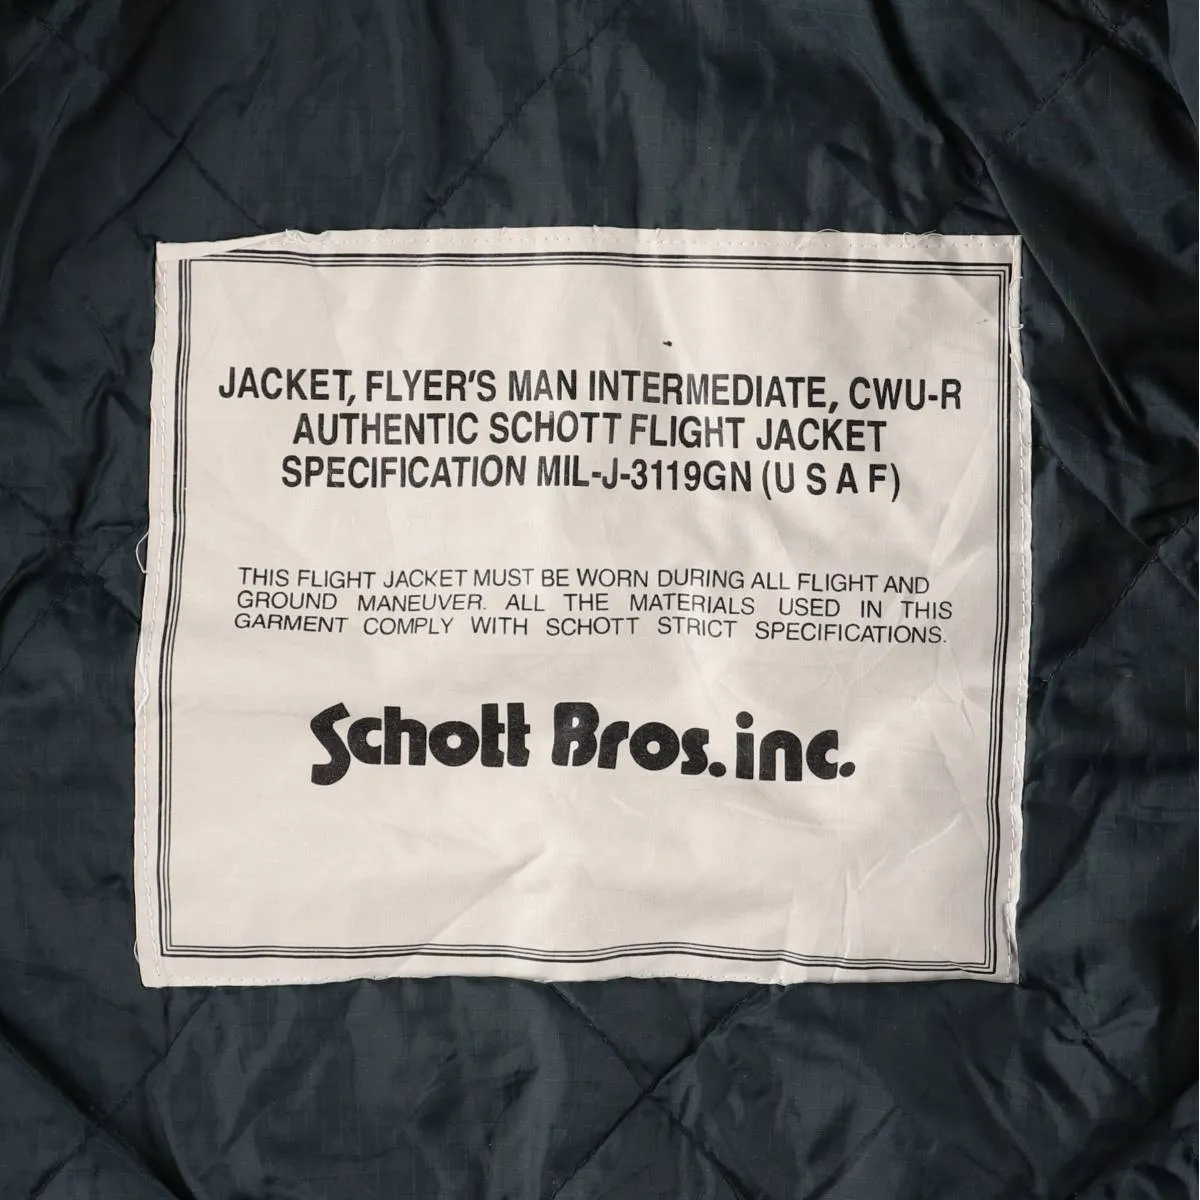 JACKET, FLYER'S MAN INTERMEDIATE, CWU-R
AUTHENTIC SCHOTT FLIGHT JACKET
SPECIFICATION MIL-J-3119GN (U S A F)
THIS FLIGHT JACKET MUST BE WORN DURING ALL FLIGHT AND
GROUND MANEUVER. ALL THE MATERIALS USED IN THIS
GARMENT COMPLY WITH SCHOTT STRICT SPECIFICATIONS.
Schott Bros. inc.